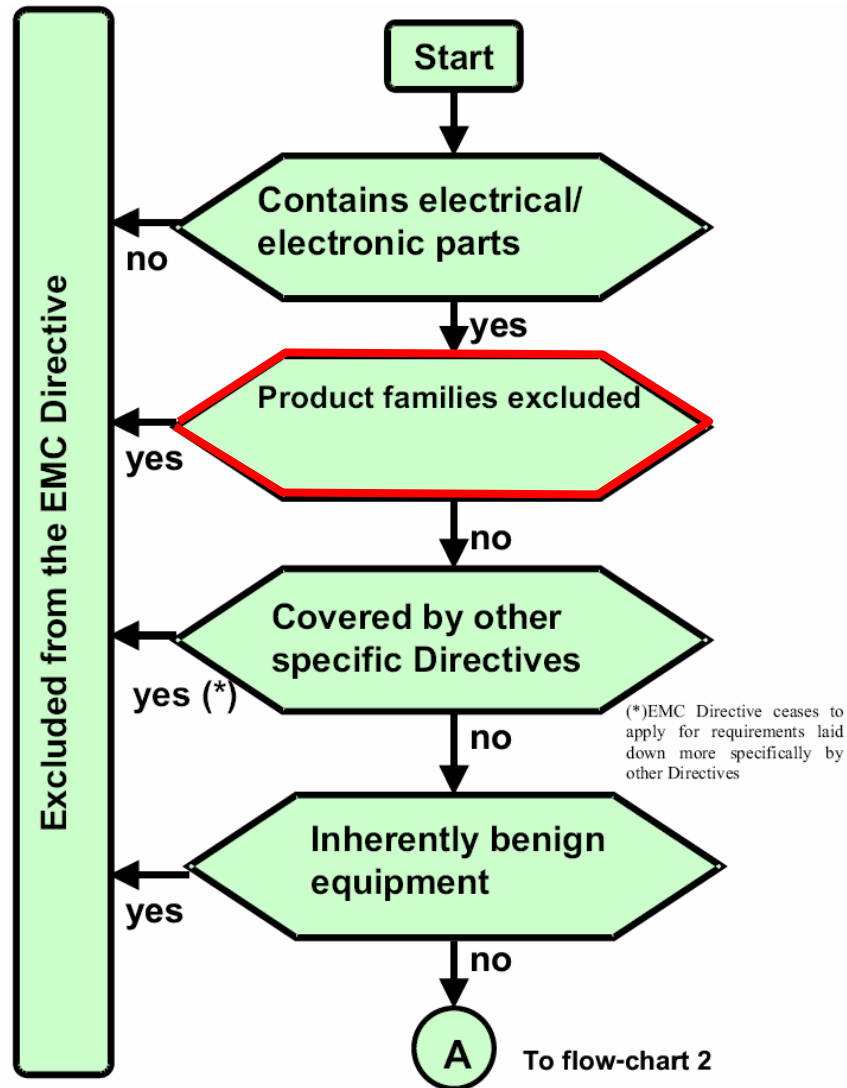 Start
Contains electrical/
electronic parts
no
yes
Product families excluded
yes
no
Covered by other
specific Directives
yes (*)
(*)EMC Directive ceases to
apply for requirements laid
down more specifically by
other Directives
no
Inherently benign
equipment
yes
no
A
To flow-chart 2
Excluded from the EMC Directive